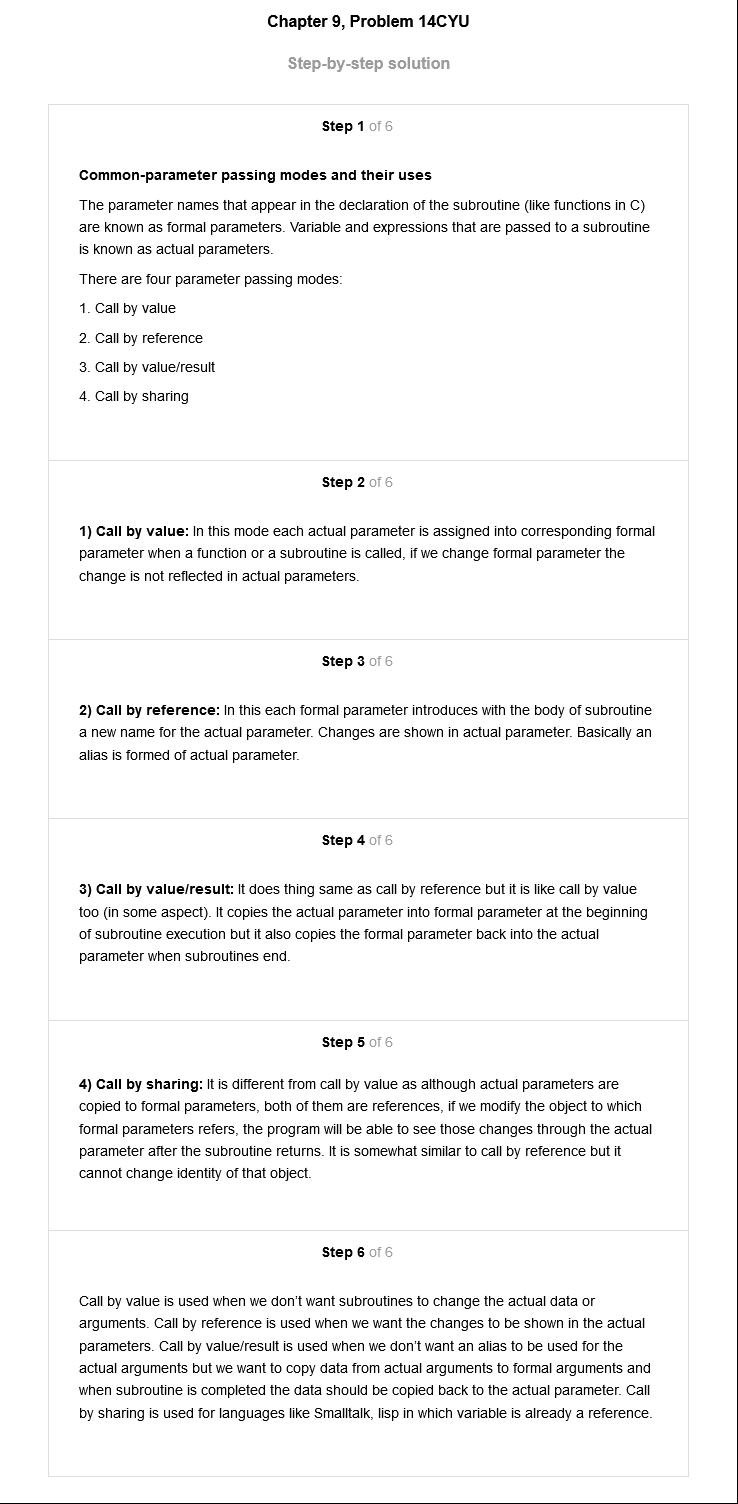 Chapter 9, Problem 14CYU
Step-by-step solution
Step 1 of 6
Common-parameter passing modes and their uses
The parameter names that appear in the declaration of the subroutine (like functions in C)
are known as formal parameters. Variable and expressions that are passed to a subroutine
is known as actual parameters.
There are four parameter passing modes:
1. Call by value
2. Call by reference
3. Call by value/result
4. Call by sharing
Step 2 of 6
1) Call by value: In this mode each actual parameter is assigned into corresponding formal
parameter when a function or a subroutine is called, if we change formal parameter the
change is not reflected in actual parameters.
Step 3 of 6
2) Call by reference: In this each formal parameter introduces with the body of subroutine
a new name for the actual parameter. Changes are shown in actual parameter. Basically an
alias is formed of actual parameter.
Step 4 of 6
3) Call by value/result: It does thing same as call by reference but it is like call by value
too (in some aspect). It copies the actual parameter into formal parameter at the beginning
of subroutine execution but it also copies the formal parameter back into the actual
parameter when subroutines end.
Step 5 of 6
4) Call by sharing: It is different from call by value as although actual parameters are
copied to formal parameters, both of them are references, if we modify the object to which
formal parameters refers, the program will be able to see those changes through the actual
parameter after the subroutine returns. It is somewhat similar to call by reference but it
cannot change identity of that object.
Step 6 of 6
Call by value is used when we don't want subroutines to change the actual data or
arguments. Call by reference is used when we want the changes to be shown in the actual
parameters. Call by value/result is used when we don't want an alias to be used for the
actual arguments but we want to copy data from actual arguments to formal arguments and
when subroutine is completed the data should be copied back to the actual parameter. Call
by sharing is used for languages like Smalltalk, lisp in which variable is already a reference.